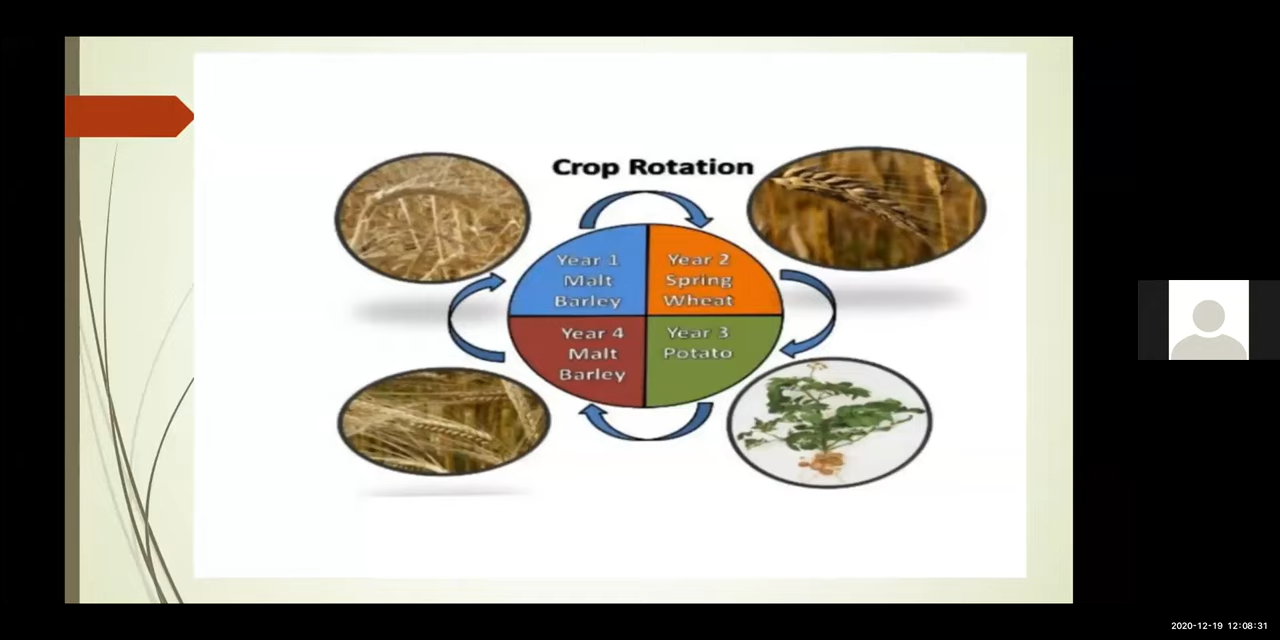 Crop Rotation
Year 1
Malt
Barley
Year 2
Spring
Wheat
Year 4
Malt
Barley
Year 3
Potato
2020-12-19 12:08:31